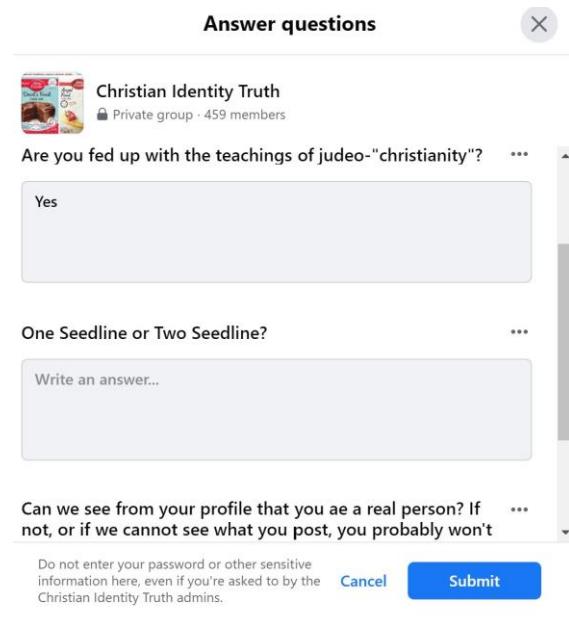 Answer questions
Christian Identity Truth
Private group · 459 members
Are you fed up with the teachings of judeo-"christianity"?
Yes
One Seedline or Two Seedline?
Write an answer...
Can we see from your profile that you ae a real person? If
not, or if we cannot see what you post, you probably won't
Do not enter your password or other sensitive
information here, even if you're asked to by the
Christian Identity Truth admins.
Cancel
Submit